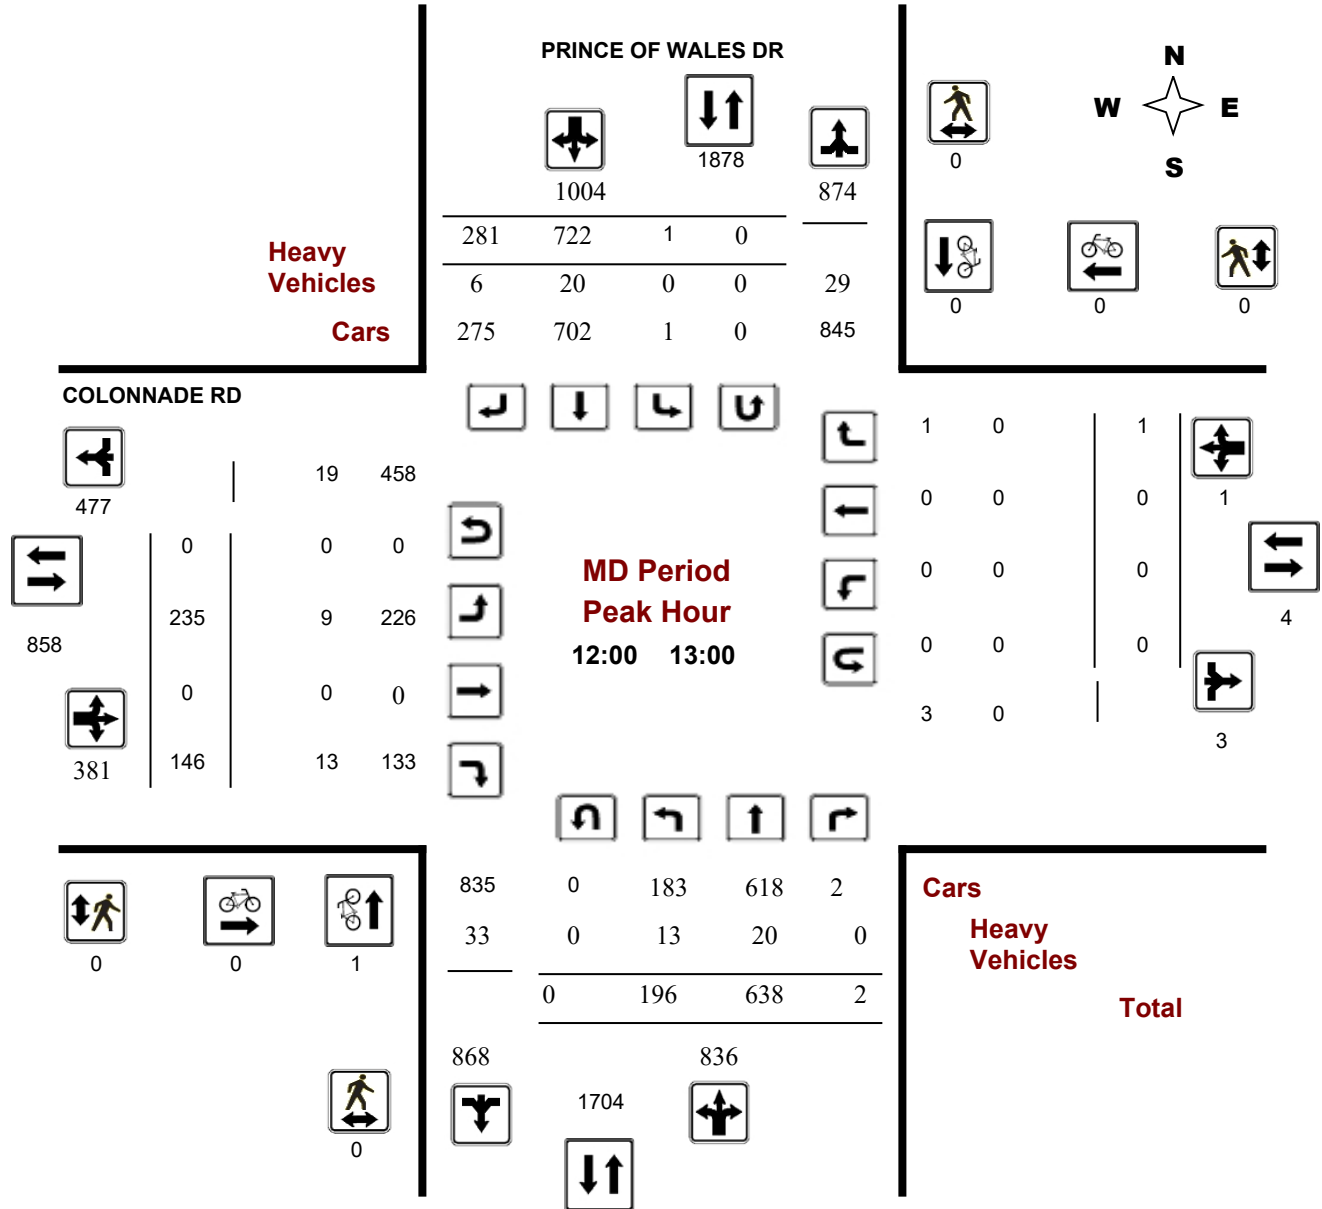 PRINCE OF WALES DR
N
W E
S
1878
0
1004 874
281 722 1 0
Heavy
Vehicles 6 20 0 0 29
0 0 0
Cars 275 702 1 0 845
COLONNADE RD
1 0 1
19 458
477
0 0 0 1
0 0 0
MD Period
0 0 0
235 9 226 Peak Hour
4
858 12:00 13:00 0 0 0
0 0 0
3 0
3
381 146 13 133
835 0 183 618 2 Cars
33 0 13 20 0 Heavy
Vehicles
0 0 1
0 196 638 2 Total
868 836
1704
0